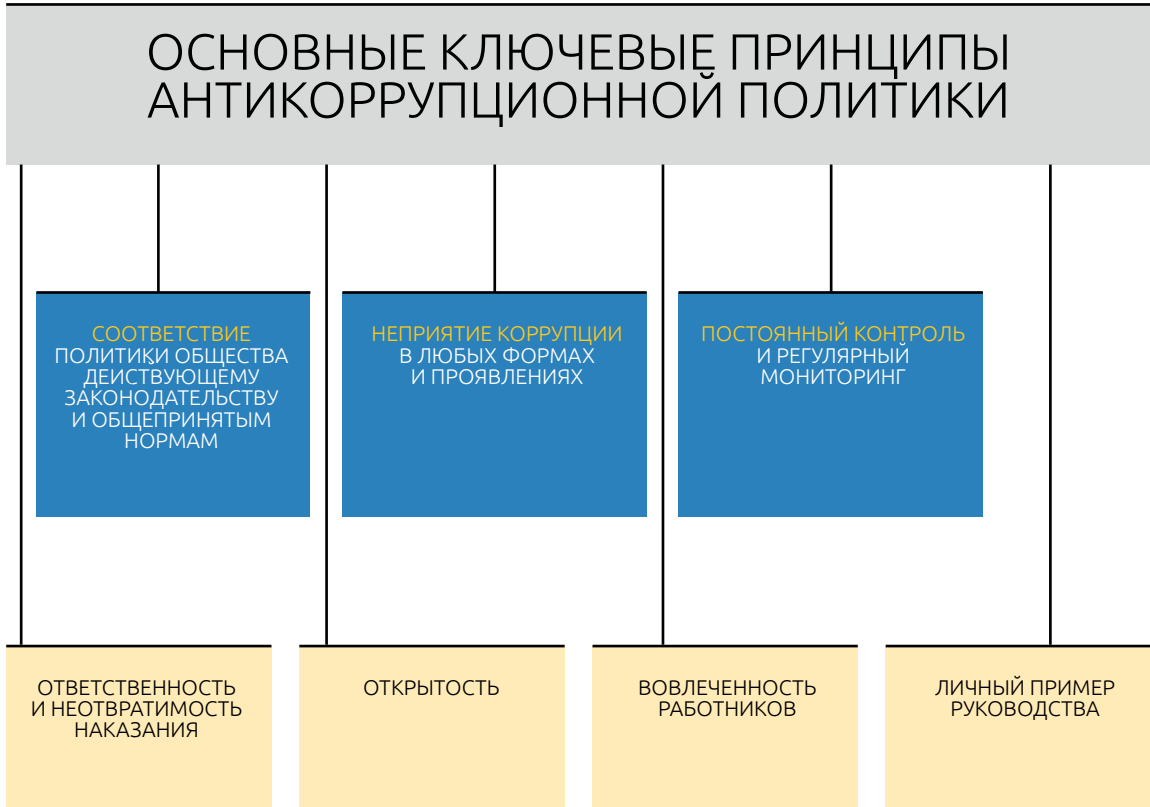 ОСНОВНЫЕ КЛЮЧЕВЫЕ ПРИНЦИПЫ
АНТИКОРРУПЦИОННОЙ ПОЛИТИКИ
СООТВЕТСТВИЕ
ПОЛИТИКИ ОБЩЕСТВА
ДЕЙСТВУЮЩЕМУ
ЗАКОНОДАТЕЛЬСТВУ
И ОБЩЕПРИНЯТЫМ
НОРМАМ
НЕПРИЯТИЕ КОРРУПЦИИ
В ЛЮБЫХ ФОРМАХ
И ПРОЯВЛЕНИЯХ
ПОСТОЯННЫЙ КОНТРОЛЬ
И РЕГУЛЯРНЫЙ
МОНИТОРИНГ
ОТВЕТСТВЕННОСТЬ
И НЕОТВРАТИМОСТЬ
НАКАЗАНИЯ
ОТКРЫТОСТЬ
ВОВЛЕЧЕННОСТЬ
РАБОТНИКОВ
ЛИЧНЫЙ ПРИМЕР
РУКОВОДСТВА